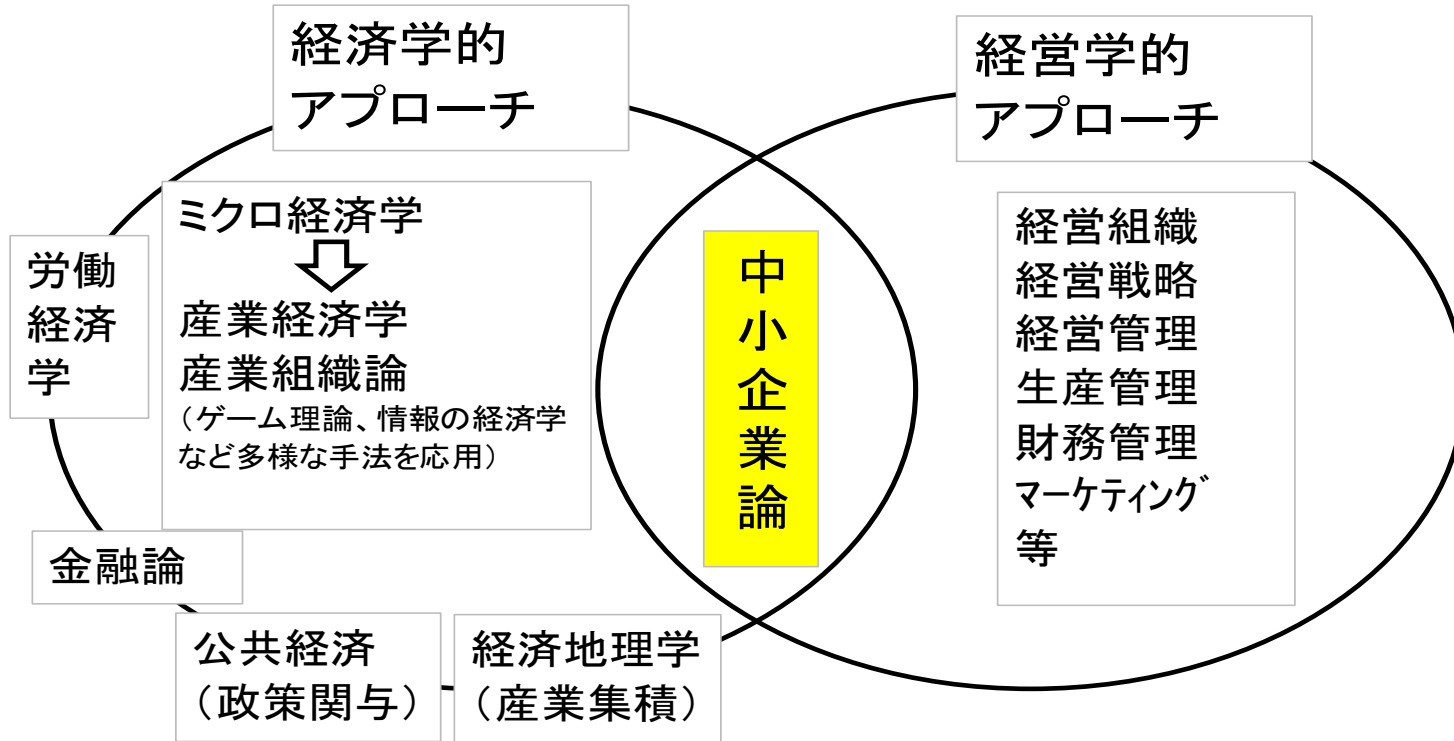 経済学的
アプローチ
経営学的
アプローチ
ミクロ経済学
産業経済学
産業組織論
（ゲーム理論、情報の経済学
など多様な手法を応用）
労働
経済
学
金融論
公共経済
（政策関与）
経済地理学
（産業集積）
中小企業論
経営組織
経営戦略
経営管理
生産管理
財務管理
ﾏｰｹﾃｨﾝｸﾞ
等